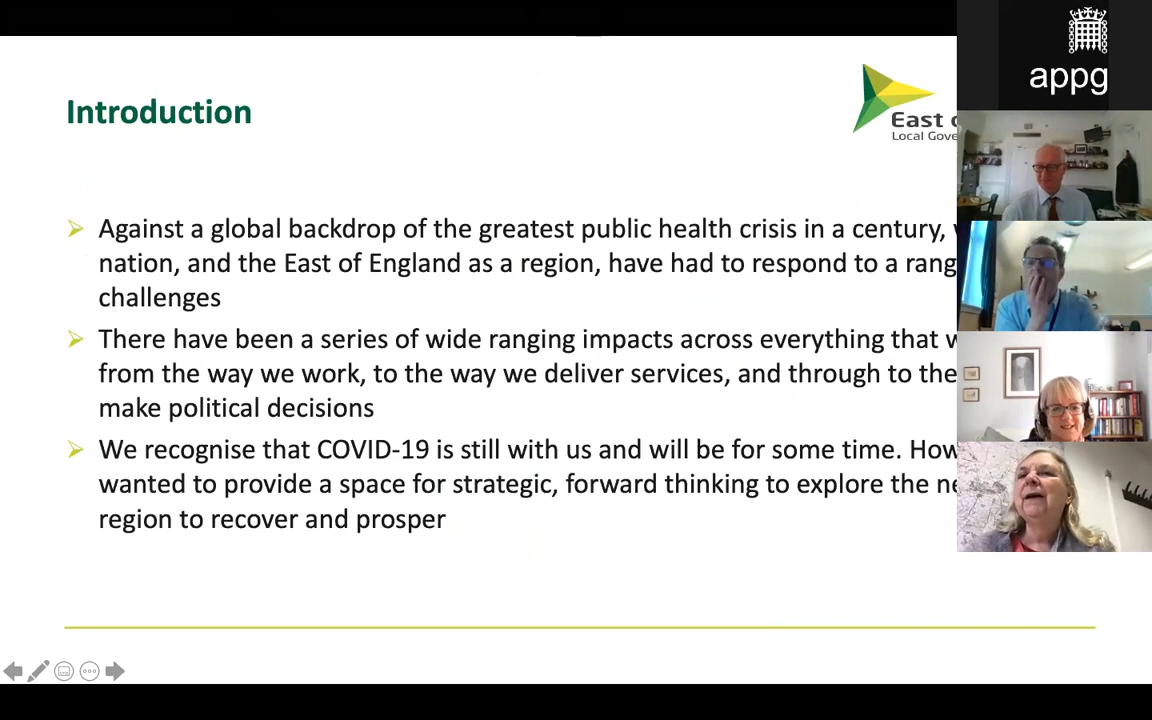 appg
Introduction
East
Local Gove
Against a global backdrop of the greatest public health crisis in a century,
nation, and the East of England as a region, have had to respond to a rang
challenges
There have been a series of wide ranging impacts across everything that w
from the way we work, to the way we deliver services, and through to the
make political decisions
We recognise that COVID-19 is still with us and will be for some time. How
wanted to provide a space for strategic, forward thinking to explore the ne
region to recover and prosper